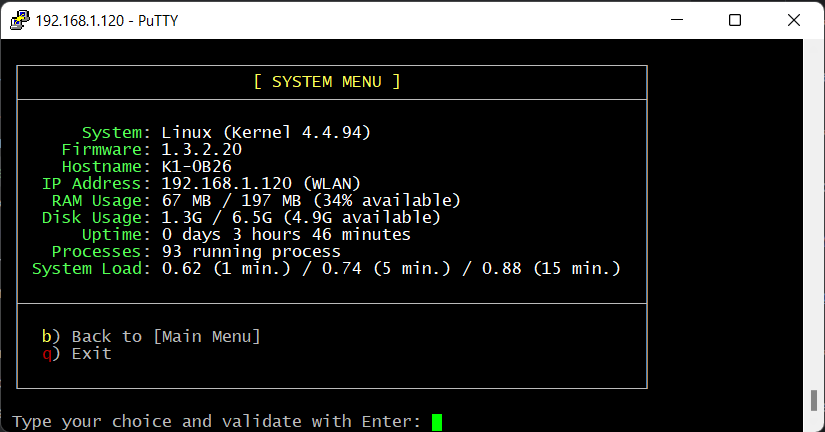 192.168.1.120 - PuTTY
[ SYSTEM MENU ]
System: Linux (Kernel 4.4.94)
Firmware: 1.3.2.20
Hostname: K1-0B26
IP Address: 192.168.1.120 (WLAN)
RAM Usage: 67 MB / 197 MB (34% available)
Disk Usage: 1.3G / 6.5G (4.9G available)
Uptime: 0 days 3 hours 46 minutes
Processes: 93 running process
System Load: 0.62 (1 min.) / 0.74 (5 min.) / 0.88 (15 min.)
b) Back to [Main Menu]
q) Exit
Type your choice and validate with Enter: